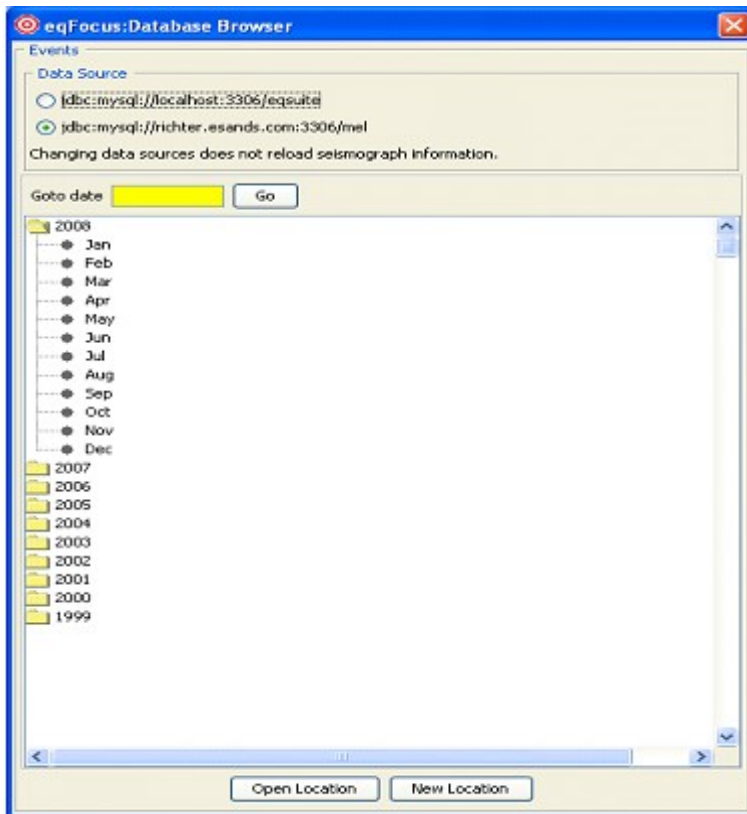 eqFocus:Database Browser
Events
Data Source
jdbc:mysql://localhost:3306/eqsuite
jdbc:mysql://richter.esands.com:3306/mel
Changing data sources does not reload seismograph information.
Goto date Go
2008
Jan
Feb
Mar
Apr
May
Jun
Jul
Aug
Sep
Oct
Nov
Dec
2007
2006
2005
2004
2003
2002
2001
2000
1999
Open Location New Location